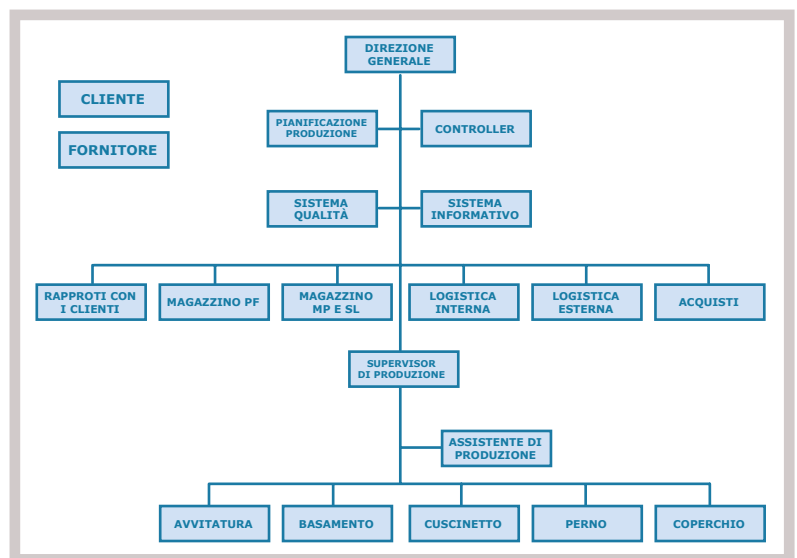 DIREZIONE
GENERALE
CLIENTE
FORNITORE
PIANIFICAZIONE
PRODUZIONE
CONTROLLER
SISTEMA
QUALITÀ
SISTEMA
INFORMATIVO
RAPPROTI CON
I CLIENTI
MAGAZZINO PF
MAGAZZINO
MP E SL
LOGISTICA
INTERNA
LOGISTICA
ESTERNA
ACQUISTI
SUPERVISOR
DI PRODUZIONE
ASSISTENTE DI
PRODUZIONE
AVVITATURA
BASAMENTO
CUSCINETTO
PERNO
COPERCHIO